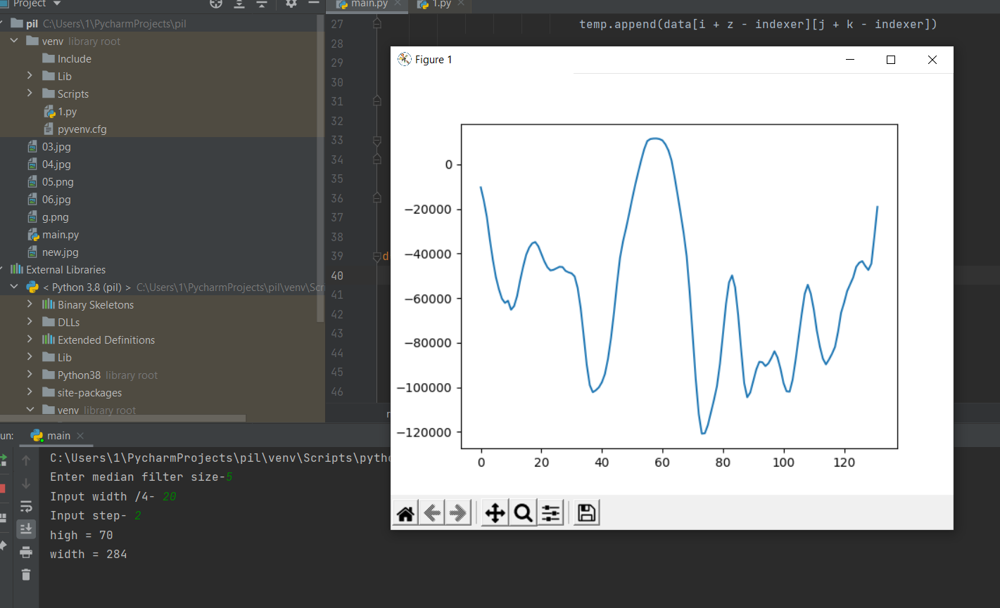 Project
pil C:\Users\1\PycharmProjects\pil
venv library root
Include
Lib
Scripts
1.py
pyvenv.cfg
03.jpg
04.jpg
05.png
06.jpg
g.png
main.py
new.jpg
External Libraries
< Python 3.8 (pil) > C:\Users\1\PycharmProjects\pil\venv\Scri
Binary Skeletons
DLLs
Extended Definitions
Lib
Python38 library root
site-packages
venv library root
main.py
1.py
27 temp.append(data[i + z - indexer][j + k - indexer])
28
29
30
31
32
33
34
35
36
37
38
39 d
40
41
42
43
44
45
46
Figure 1
0
−20000
−40000
−60000
−80000
−100000
−120000
0 20 40 60 80 100 120
un: main
C:\Users\1\PycharmProjects\pil\venv\Scripts\pytho
Enter median filter size-5
Input width /4- 20
Input step- 2
high = 70
width = 284